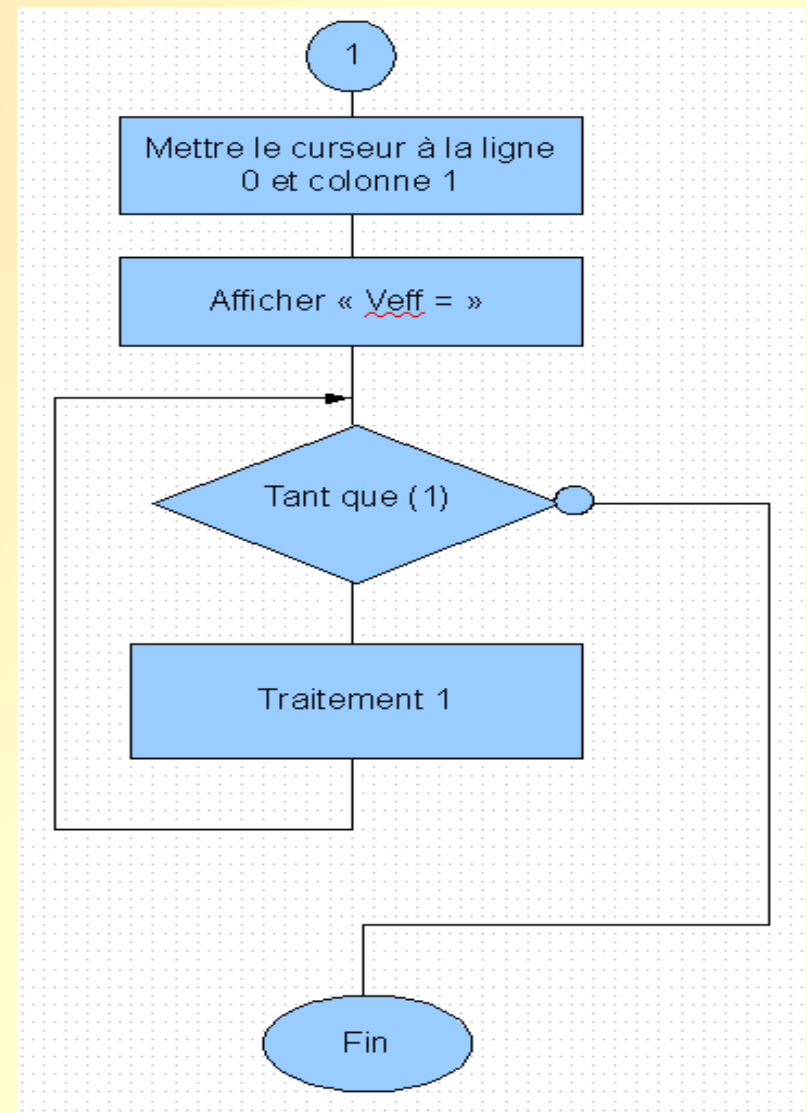 1
Mettre le curseur à la ligne
0 et colonne 1
Afficher « Veff = »
Tant que (1)
Traitement 1
Fin